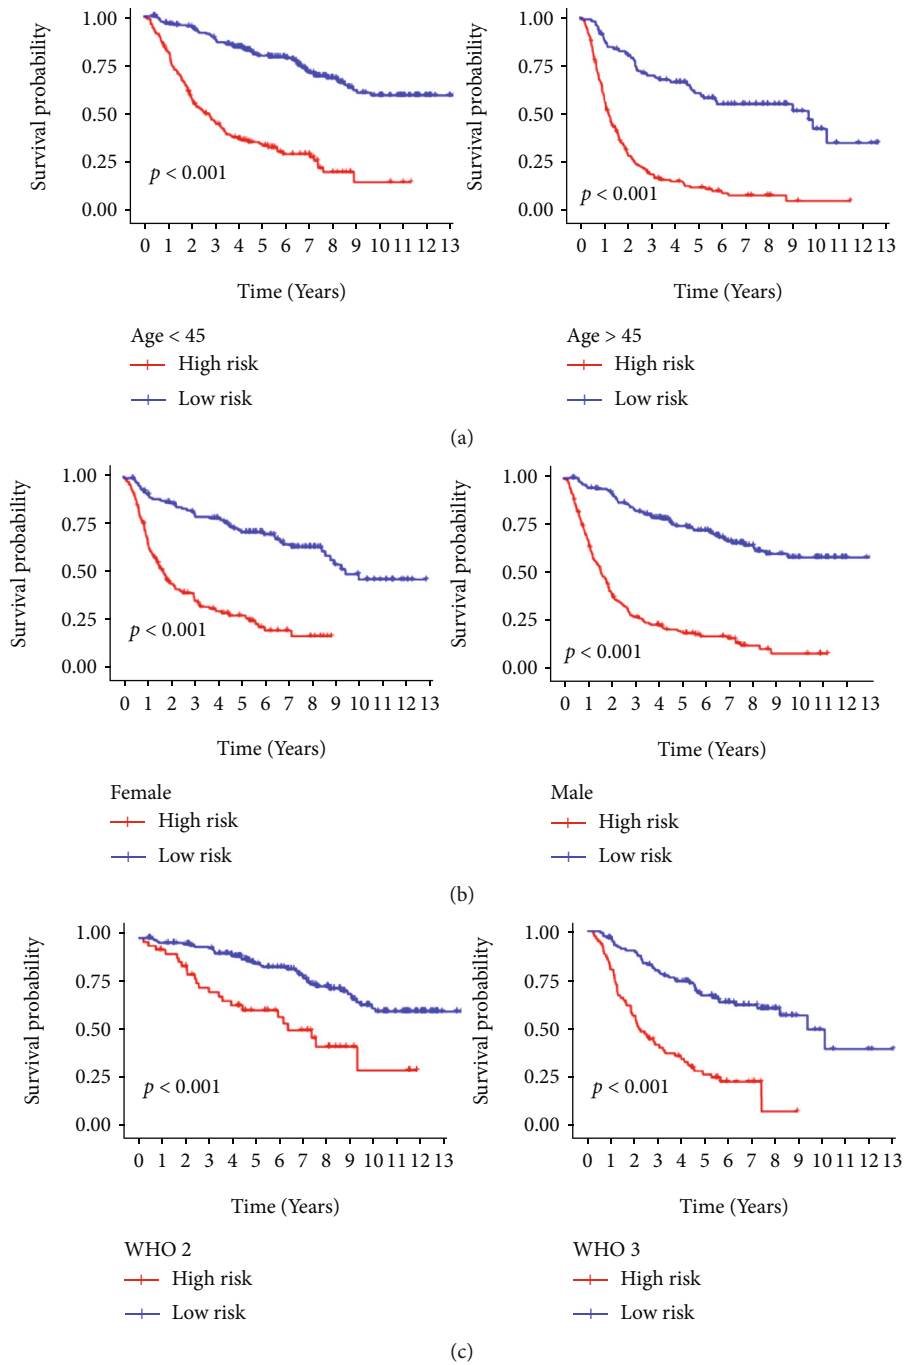 Survival probability
1.00
0.75
0.50
0.25
0.00
p < 0.001
0 1 2 3 4 5 6 7 8 9 10 11 12 13
Time (Years)
Age < 45
High risk
Low risk
Survival probability
1.00
0.75
0.50
0.25
0.00
p < 0.001
0 1 2 3 4 5 6 7 8 9 10 11 12 13
Time (Years)
Age > 45
High risk
Low risk
(a)
Survival probability
1.00
0.75
0.50
0.25
0.00
p < 0.001
0 1 2 3 4 5 6 7 8 9 10 11 12 13
Time (Years)
Female
High risk
Low risk
Survival probability
1.00
0.75
0.50
0.25
0.00
p < 0.001
0 1 2 3 4 5 6 7 8 9 10 11 12 13
Time (Years)
Male
High risk
Low risk
(b)
Survival probability
1.00
0.75
0.50
0.25
0.00
p < 0.001
0 1 2 3 4 5 6 7 8 9 10 11 12 13
Time (Years)
WHO 2
High risk
Low risk
Survival probability
1.00
0.75
0.50
0.25
0.00
p < 0.001
0 1 2 3 4 5 6 7 8 9 10 11 12 13
Time (Years)
WHO 3
High risk
Low risk
(c)